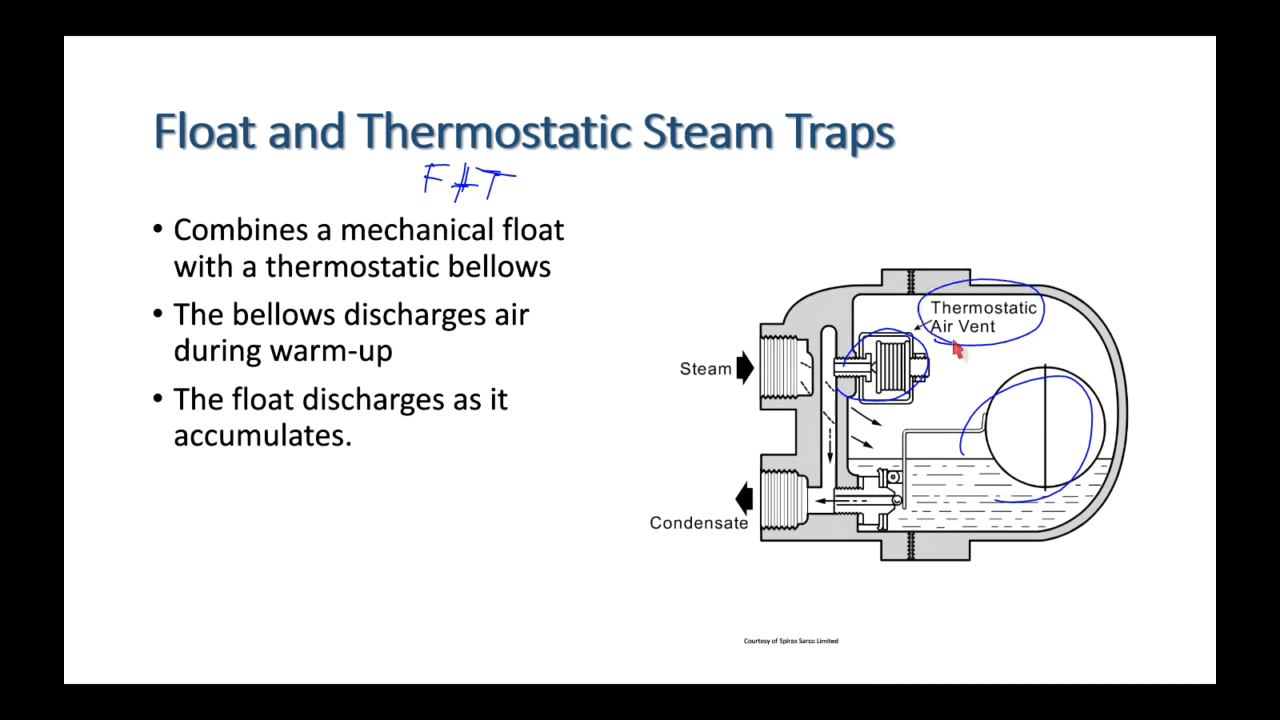 Float and Thermostatic Steam Traps
F+T
• Combines a mechanical float
with a thermostatic bellows
• The bellows discharges air
during warm-up
• The float discharges as it
accumulates.
Thermostatic
Air Vent
Steam
Condensate
Courtesy of Spirax Sarco Limited